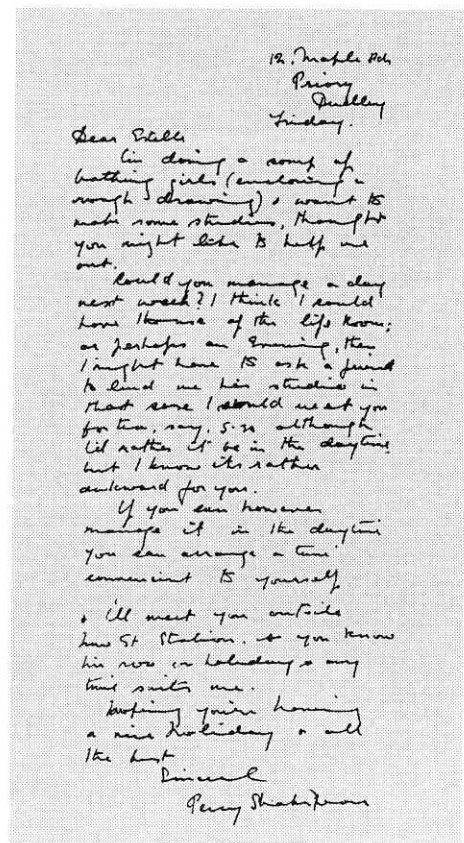 12. Maple Rd.
Priory
Dudley
Friday.
Dear Estelle
I'm doing a comp of
bathing girls (enclosing a
rough drawing) & want to
make some studies, thought
you might like to help me
out.
Could you manage a day
next week? I think I could
have the use of the life room;
or perhaps an Evening, then
I might have to ask a friend
to lend me his studio in
that case I would meet you
for tea, say, 5.30 although
I'd rather it be in the daytime
but I know its rather
awkward for you.
If you can however
manage it in the daytime
you can arrange a time
convenient to yourself
& I'll meet you outside
New St Station. As you know
I'm now on holiday & any
time suits me.
Hoping you're having
a nice holiday & all
the best
Sincerely
Percy Shakespeare